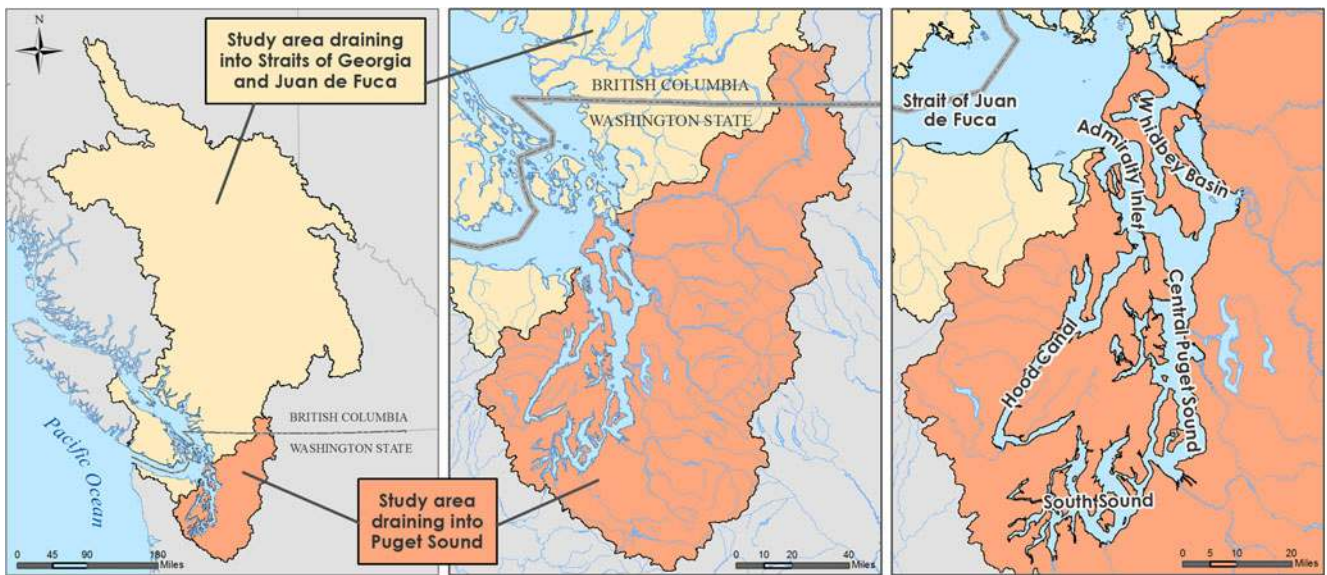 N
Study area draining
into Straits of Georgia
and Juan de Fuca
BRITISH COLUMBIA
WASHINGTON STATE
Pacific Ocean
Study area
draining into
Puget Sound
0 45 90 180
Miles
BRITISH COLUMBIA
WASHINGTON STATE
0 10 20 40
Miles
Strait of Juan
de Fuca
Admiralty Inlet
Whidbey Basin
Hood Canal
Central Puget Sound
South Sound
0 5 10 20
Miles